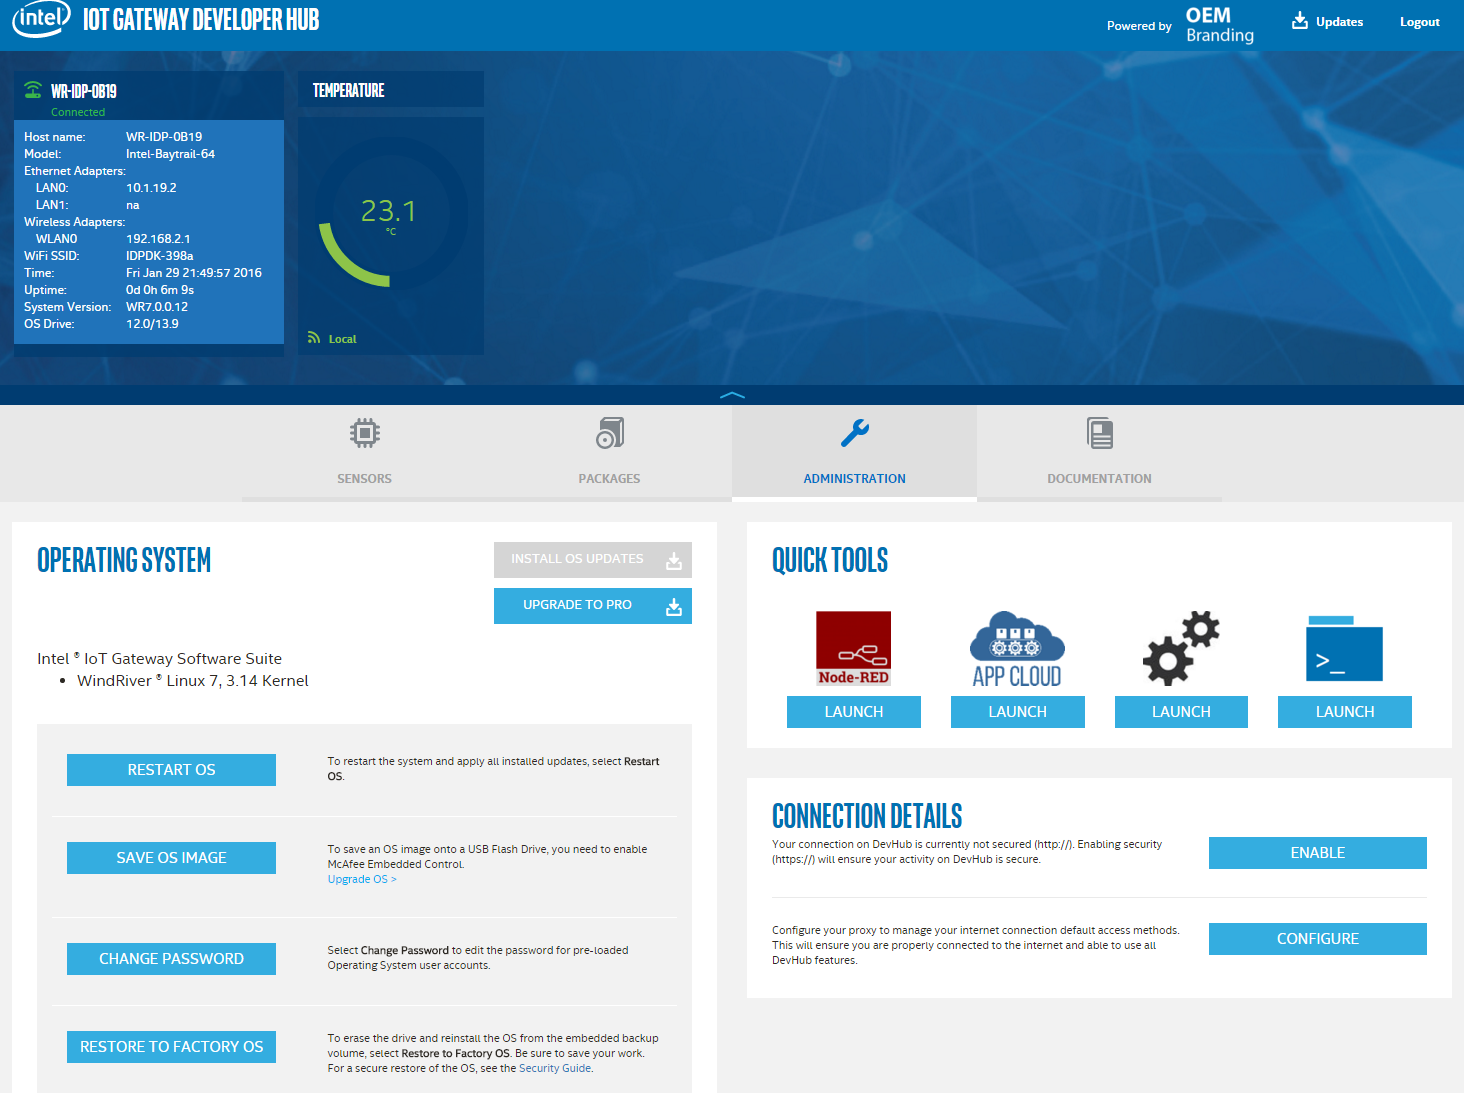 intel IOT GATEWAY DEVELOPER HUB
Powered by OEM Branding
Updates
Logout
WR-IDP-0B19
Connected
Host name: WR-IDP-0B19
Model: Intel-Baytrail-64
Ethernet Adapters:
LAN0: 10.1.19.2
LAN1: na
Wireless Adapters:
WLAN0 192.168.2.1
WiFi SSID: IDPDK-398a
Time: Fri Jan 29 21:49:57 2016
Uptime: 0d 0h 6m 9s
System Version: WR7.0.0.12
OS Drive: 12.0/13.9
TEMPERATURE
23.1
°C
Local
SENSORS
PACKAGES
ADMINISTRATION
DOCUMENTATION
OPERATING SYSTEM
INSTALL OS UPDATES
UPGRADE TO PRO
Intel ® IoT Gateway Software Suite
• WindRiver ® Linux 7, 3.14 Kernel
RESTART OS
To restart the system and apply all installed updates, select Restart
OS.
SAVE OS IMAGE
To save an OS image onto a USB Flash Drive, you need to enable
McAfee Embedded Control.
Upgrade OS >
CHANGE PASSWORD
Select Change Password to edit the password for pre-loaded
Operating System user accounts.
RESTORE TO FACTORY OS
To erase the drive and reinstall the OS from the embedded backup
volume, select Restore to Factory OS. Be sure to save your work.
For a secure restore of the OS, see the Security Guide.
QUICK TOOLS
Node-RED
APP CLOUD
>_
LAUNCH
LAUNCH
LAUNCH
LAUNCH
CONNECTION DETAILS
Your connection on DevHub is currently not secured (http://). Enabling security
(https://) will ensure your activity on DevHub is secure.
ENABLE
Configure your proxy to manage your internet connection default access methods.
This will ensure you are properly connected to the internet and able to use all
DevHub features.
CONFIGURE